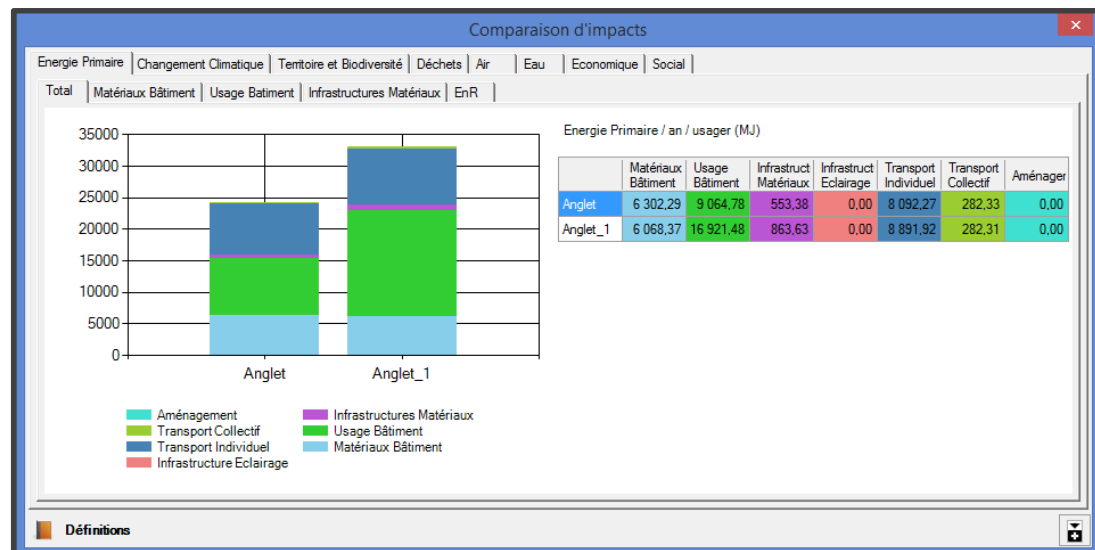 Comparaison d'impacts
Energie Primaire Changement Climatique Territoire et Biodiversité Déchets Air Eau Economique Social
Total Matériaux Bâtiment Usage Batiment Infrastructures Matériaux EnR
35000
30000
25000
20000
15000
10000
5000
0
Anglet Anglet_1
Aménagement
Transport Collectif
Transport Individuel
Infrastructure Eclairage
Infrastructures Matériaux
Usage Bâtiment
Matériaux Bâtiment
Energie Primaire / an / usager (MJ)
Matériaux Usage Infrastruct Infrastruct Transport Transport Aménager
Bâtiment Bâtiment Matériaux Eclairage Individuel Collectif
Anglet 6 302,29 9 064,78 553,38 0,00 8 092,27 282,33 0,00
Anglet_1 6 068,37 16 921,48 863,63 0,00 8 891,92 282,31 0,00
Définitions